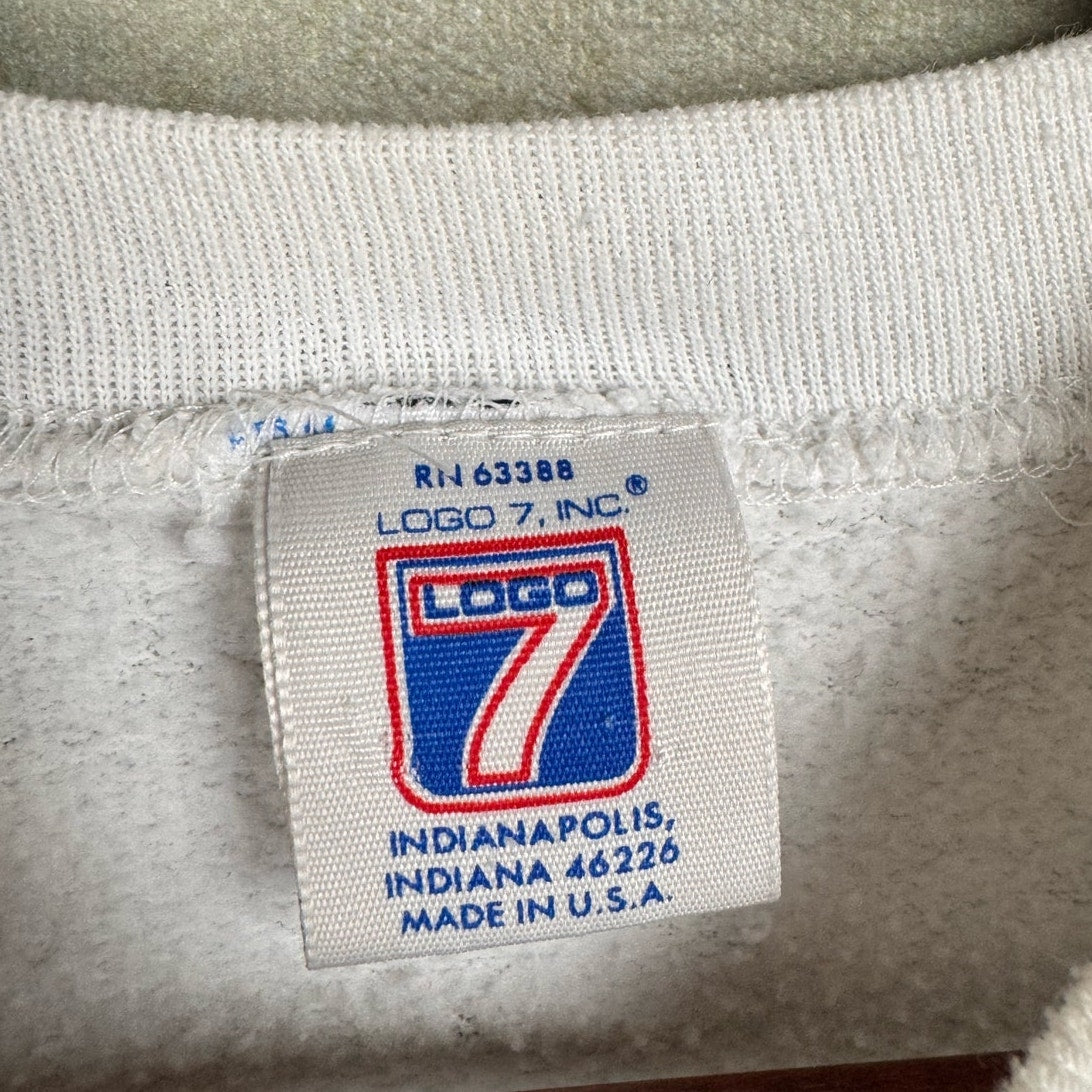 RN 63388
LOGO 7, INC.®
LOGO
7
INDIANAPOLIS,
INDIANA 46226
MADE IN U.S.A.